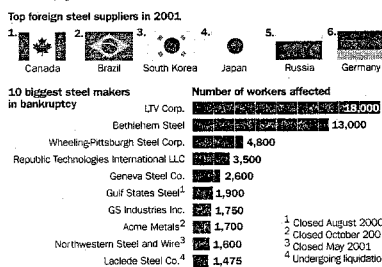 Top foreign steel suppliers in 2001
1. 2. 3. 4. 5. 6.
Canada Brazil South Korea Japan Russia Germany
10 biggest steel makers
in bankruptcy
Number of workers affected
LTV Corp. 18,000
Bethlehem Steel 13,000
Wheeling-Pittsburgh Steel Corp. 4,800
Republic Technologies International LLC 3,500
Geneva Steel Co. 2,600
Gulf States Steel1 1,900
GS Industries Inc. 1,750
Acme Metals2 1,700
Northwestern Steel and Wire3 1,600
Laclede Steel Co.4 1,475
1 Closed August 2000
2 Closed October 200
3 Closed May 2001
4 Undergoing liquidatio